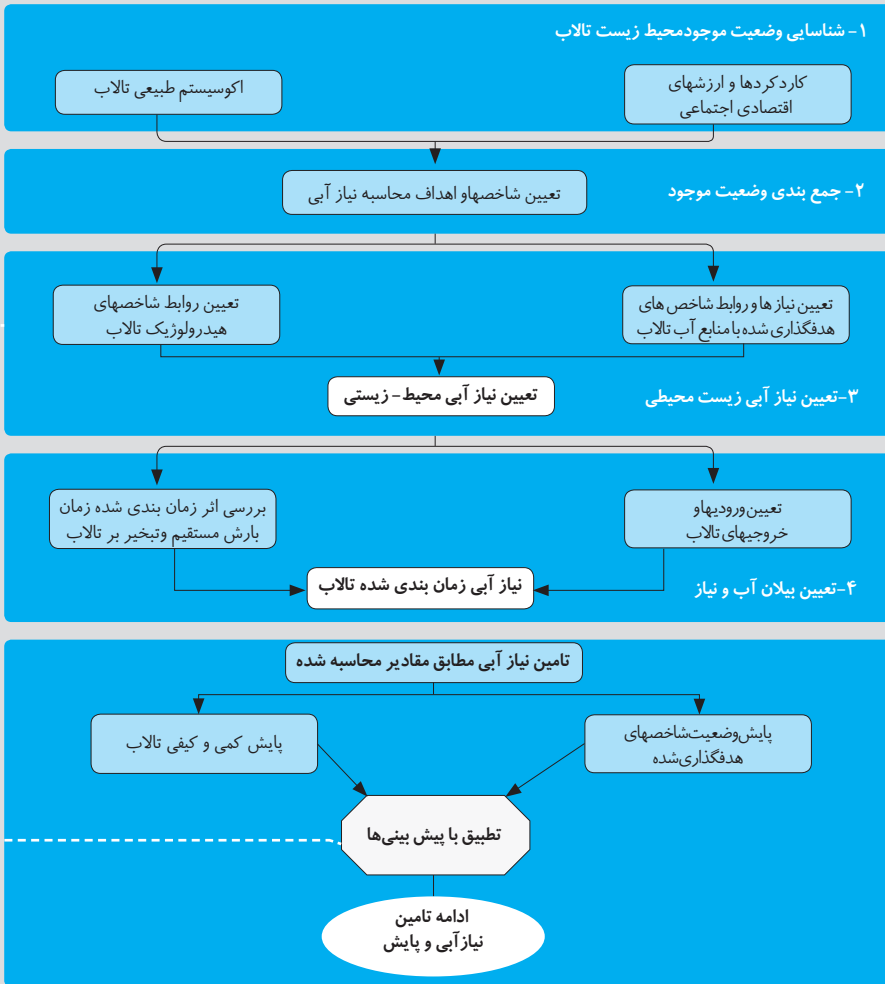 ۱- شناسایی وضعیت موجودمحیط زیست تالاب
کارد کردها و ارزشهای
اقتصادی اجتماعی
اکوسیستم طبیعی تالاب
۲- جمع بندی وضعیت موجود
تعیین شاخصهاو اهداف محاسبه نیاز آبی
تعیین نیاز ها و روابط شاخص های
هدفگذاری شده با منابع آب تالاب
تعیین روابط شاخصهای
هیدرولوژیک تالاب
تعیین نیاز آبی محیط- زیستی
۳-تعیین نیاز آبی زیست محیطی
تعیین‌ورودیهاو
خروجیهای‌تالاب
بررسی اثر زمان بندی شده زمان
بارش مستقیم وتبخیر بر تالاب
نیاز آبی زمان بندی شده تالاب
۴-تعیین بیلان آب و نیاز
تامین نیاز آبی مطابق مقادیر محاسبه شده
پایش‌وضعیت‌شاخصهای
هدفگذاری‌شده
پایش کمی و کیفی تالاب
تطبیق با پیش بینی‌ها
ادامه تامین
نیازآبی و پایش